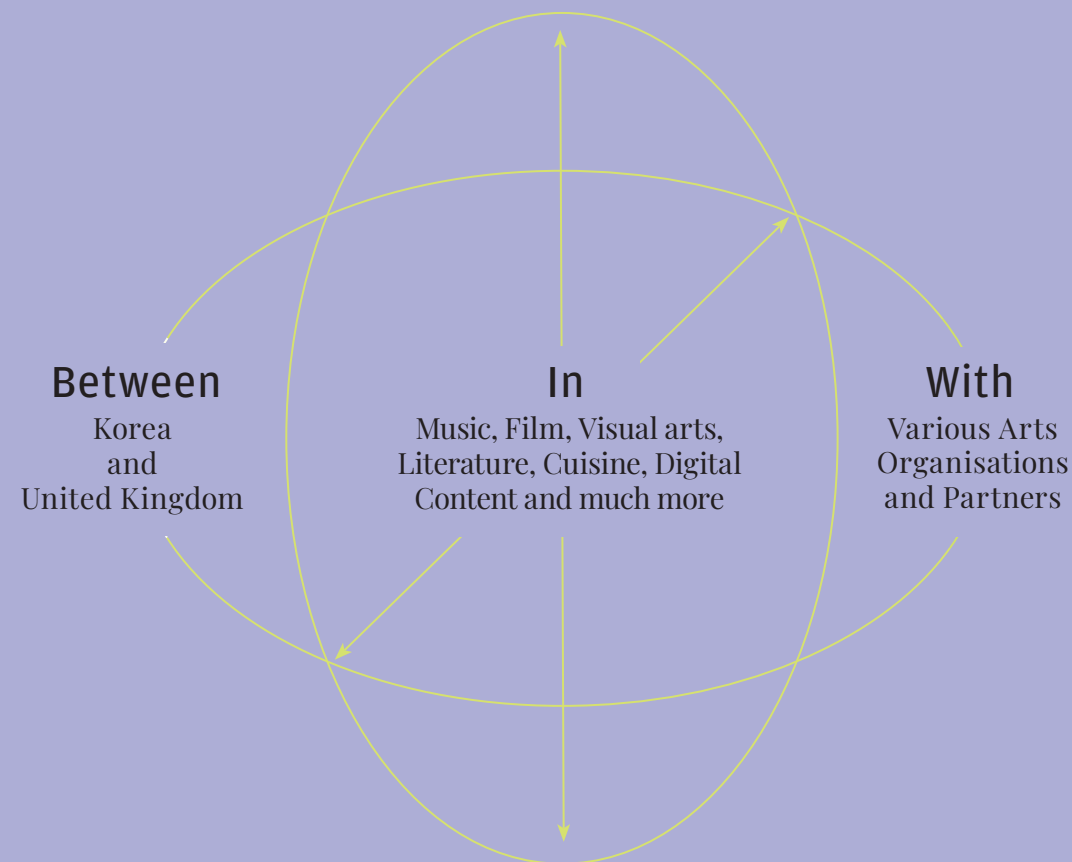 Between
Korea
and
United Kingdom
In
Music, Film, Visual arts,
Literature, Cuisine, Digital
Content and much more
With
Various Arts
Organisations
and Partners